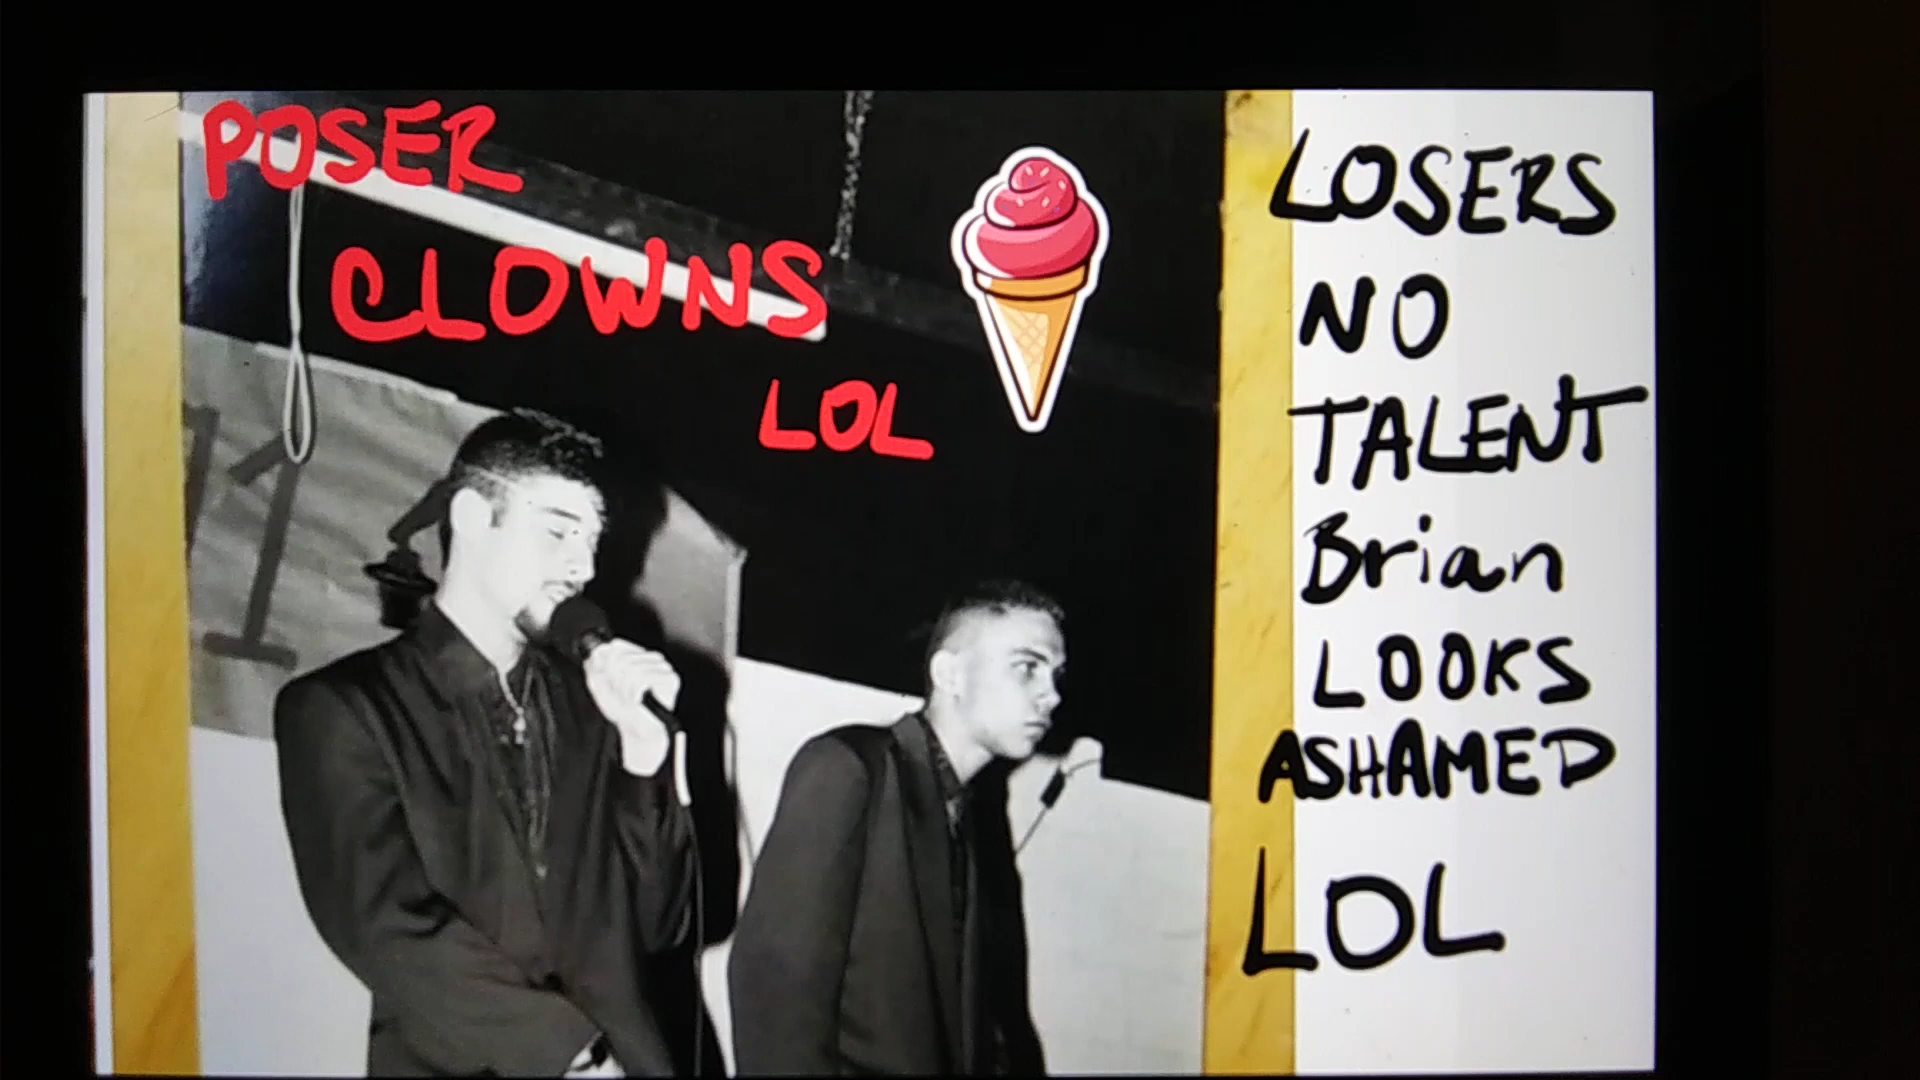 POSER
CLOWNS
LOL
LOSERS
NO
TALENT
Brian
LOOKS
ASHAMED
LOL